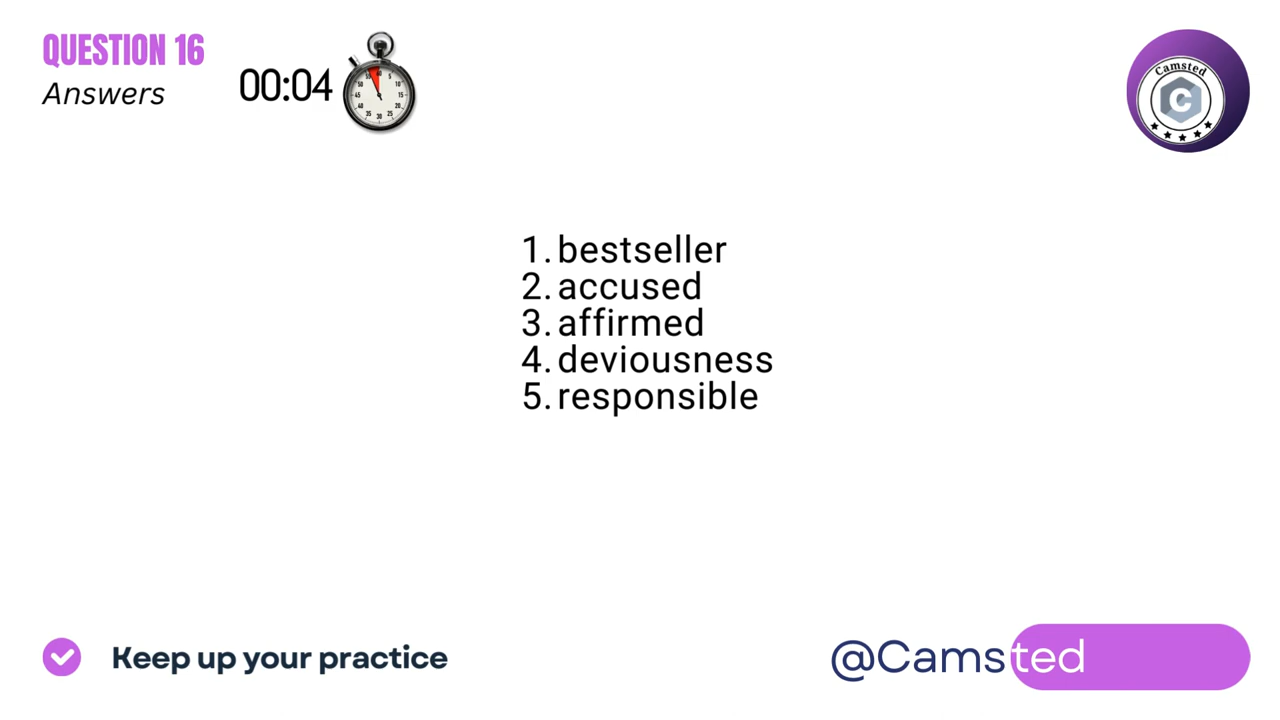 QUESTION 16
Answers
00:04
Camsted
C
1. bestseller
2. accused
3. affirmed
4. deviousness
5. responsible
Keep up your practice
@Camsted